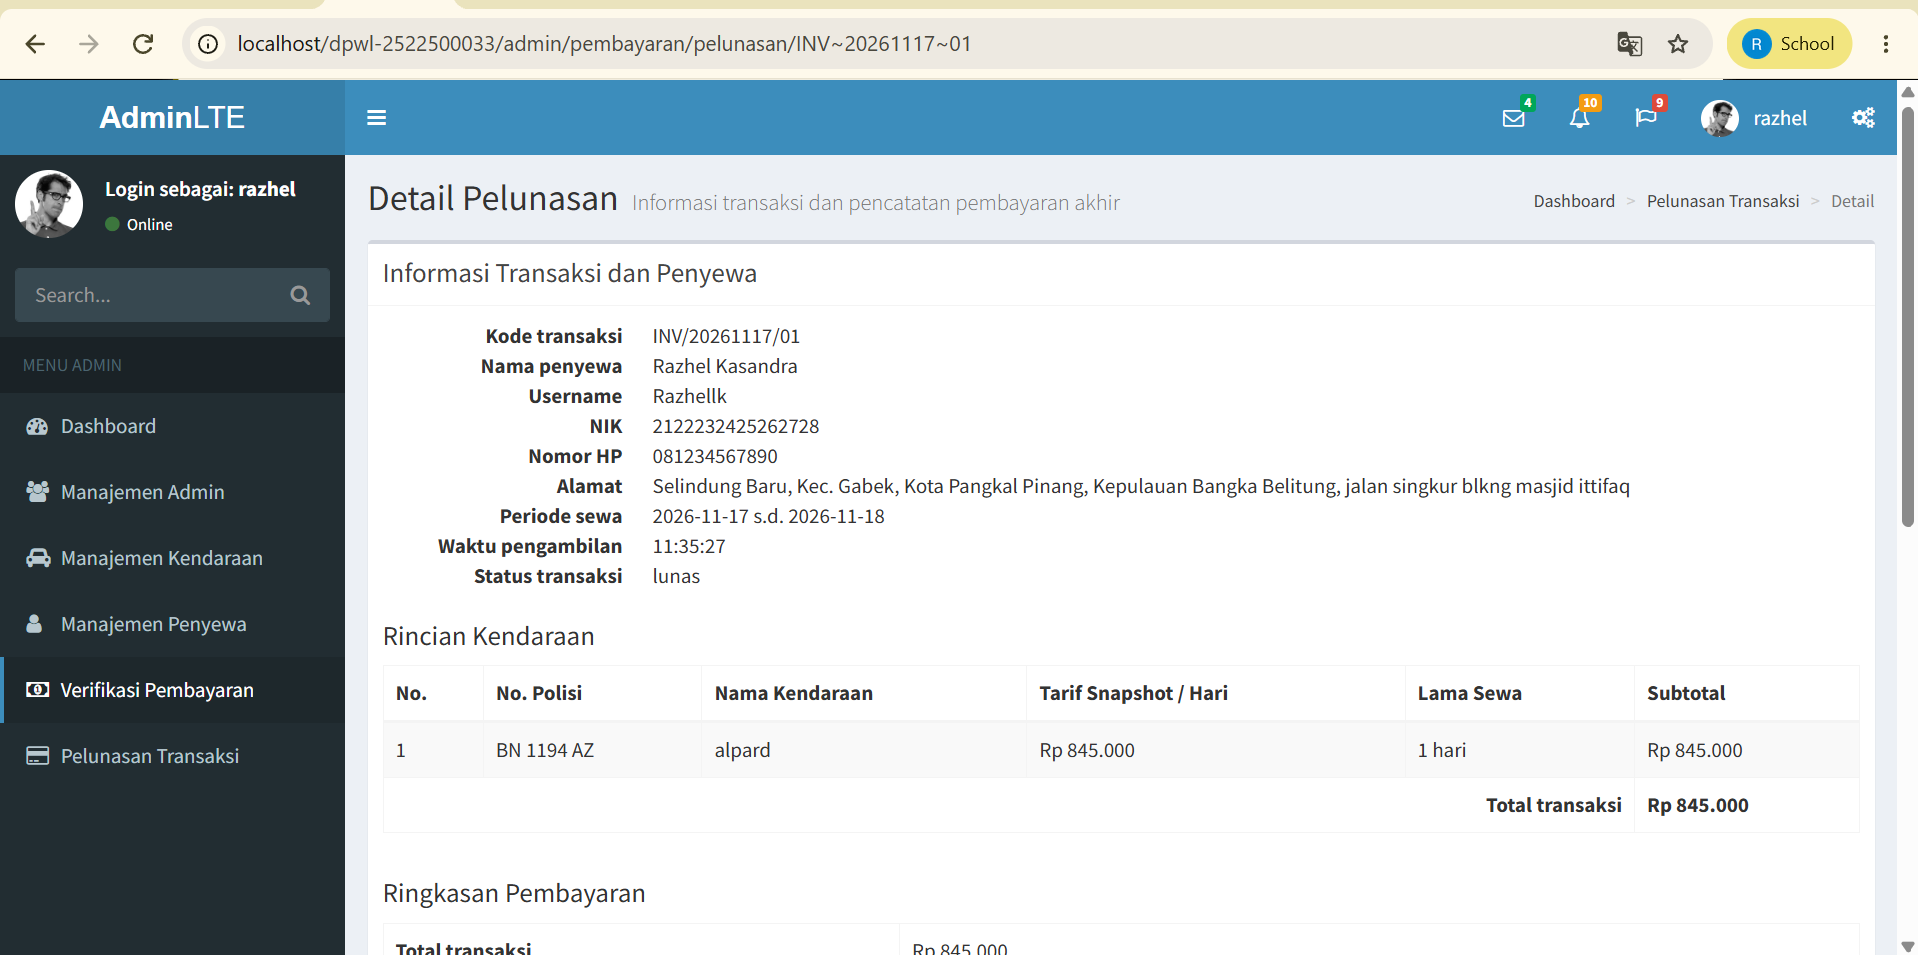 localhost/dpwl-2522500033/admin/pembayaran/pelunasan/INV~20261117~01
R School
AdminLTE
4
10
9
razhel
Login sebagai: razhel
Online
Search...
MENU ADMIN
Dashboard
Manajemen Admin
Manajemen Kendaraan
Manajemen Penyewa
Verifikasi Pembayaran
Pelunasan Transaksi
Detail Pelunasan Informasi transaksi dan pencatatan pembayaran akhir
Dashboard > Pelunasan Transaksi > Detail
Informasi Transaksi dan Penyewa
Kode transaksi INV/20261117/01
Nama penyewa Razhel Kasandra
Username Razhellk
NIK 2122232425262728
Nomor HP 081234567890
Alamat Selindung Baru, Kec. Gabek, Kota Pangkal Pinang, Kepulauan Bangka Belitung, jalan singkur blkng masjid ittifaq
Periode sewa 2026-11-17 s.d. 2026-11-18
Waktu pengambilan 11:35:27
Status transaksi lunas
Rincian Kendaraan
No. No. Polisi Nama Kendaraan Tarif Snapshot / Hari Lama Sewa Subtotal
1 BN 1194 AZ alpard Rp 845.000 1 hari Rp 845.000
Total transaksi Rp 845.000
Ringkasan Pembayaran
Total transaksi Rp 845.000